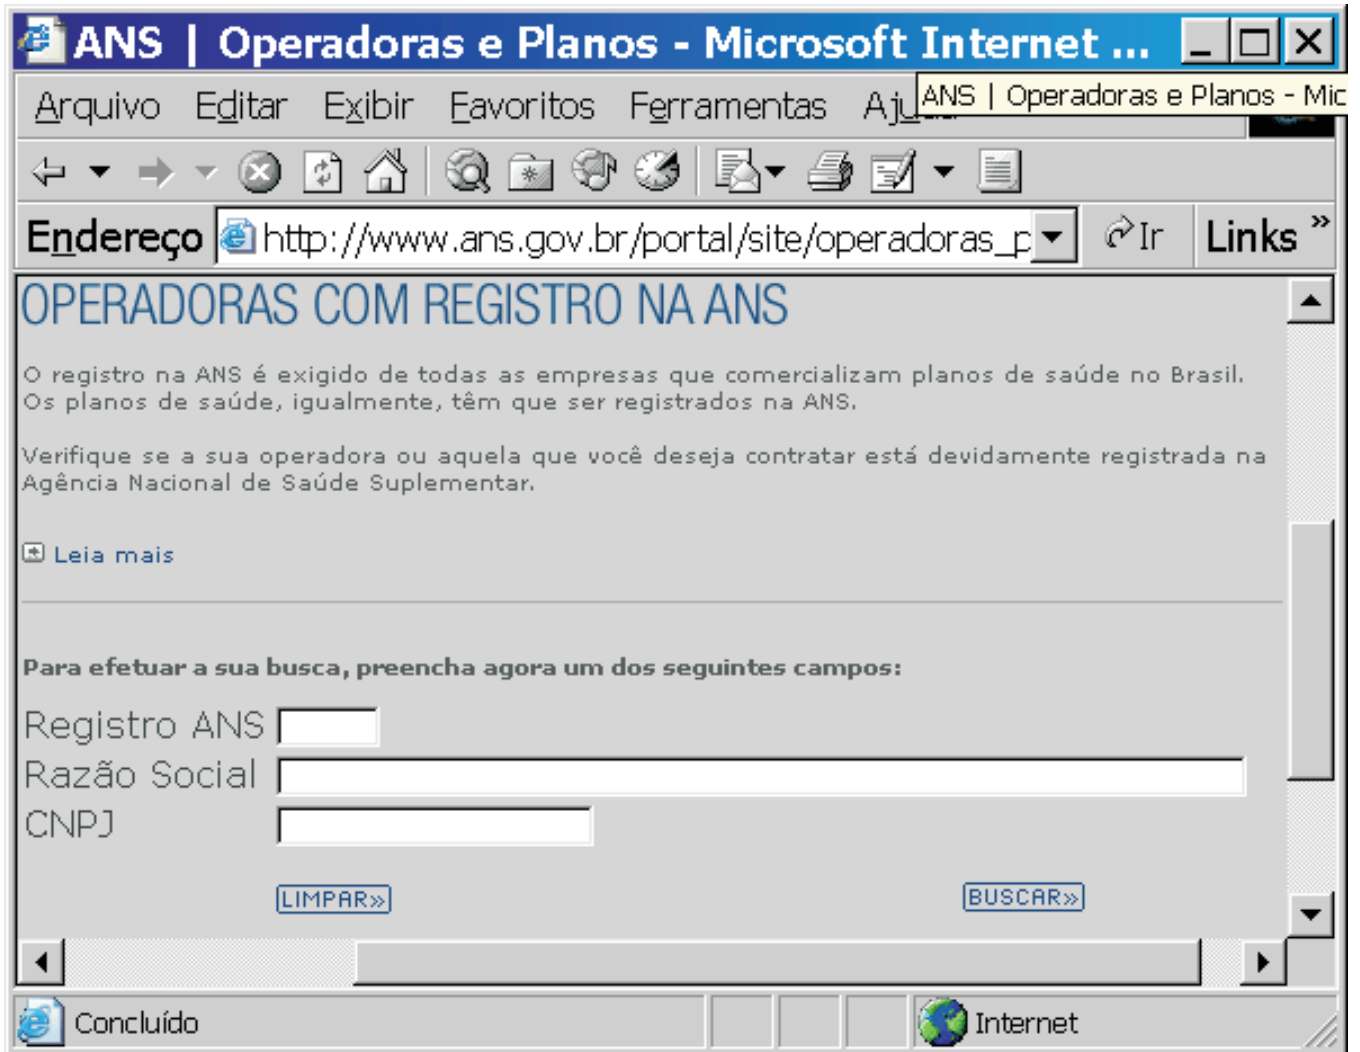 ANS | Operadoras e Planos - Microsoft Internet ...
ANS | Operadoras e Planos - Mic
Arquivo Editar Exibir Favoritos Ferramentas
Endereço http://www.ans.gov.br/portal/site/operadoras_p Ir Links »
OPERADORAS COM REGISTRO NA ANS
O registro na ANS é exigido de todas as empresas que comercializam planos de saúde no Brasil.
Os planos de saúde, igualmente, têm que ser registrados na ANS.
Verifique se a sua operadora ou aquela que você deseja contratar está devidamente registrada na
Agência Nacional de Saúde Suplementar.
Leia mais
Para efetuar a sua busca, preencha agora um dos seguintes campos:
Registro ANS
Razão Social
CNPJ
LIMPAR» BUSCAR»
Concluído Internet